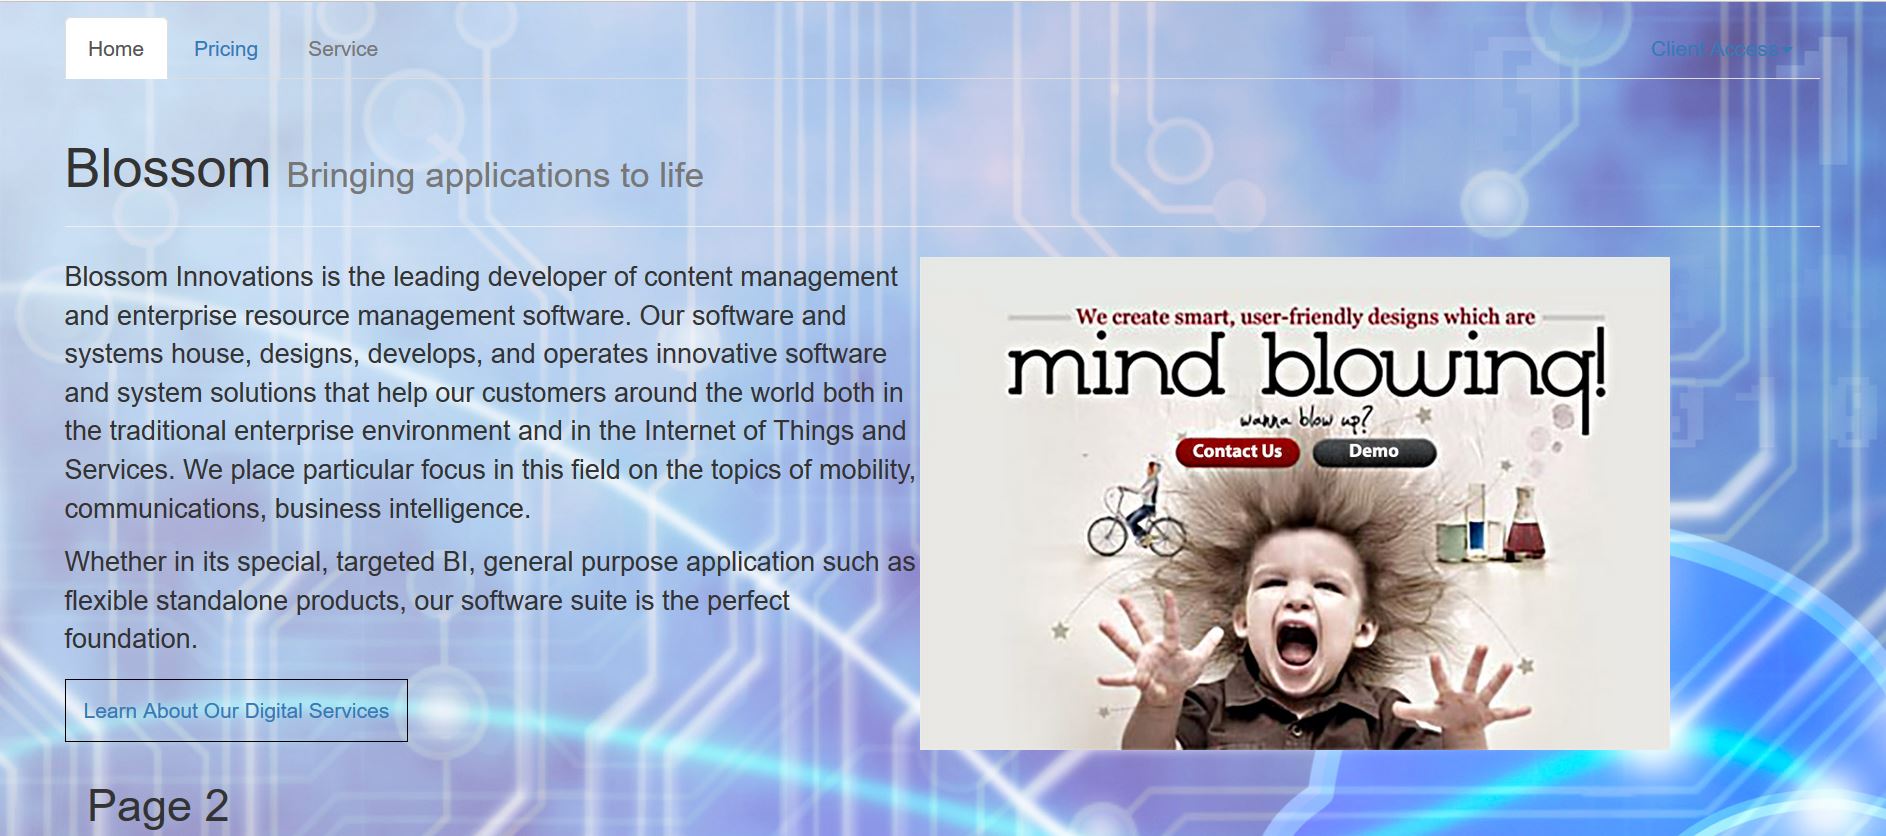 Home Pricing Service Client Access
Blossom Bringing applications to life
Blossom Innovations is the leading developer of content management
and enterprise resource management software. Our software and
systems house, designs, develops, and operates innovative software
and system solutions that help our customers around the world both in
the traditional enterprise environment and in the Internet of Things and
Services. We place particular focus in this field on the topics of mobility,
communications, business intelligence.
Whether in its special, targeted BI, general purpose application such as
flexible standalone products, our software suite is the perfect
foundation.
Learn About Our Digital Services
We create smart, user-friendly designs which are
mind blowing!
wanna blow up?
Contact Us Demo
Page 2